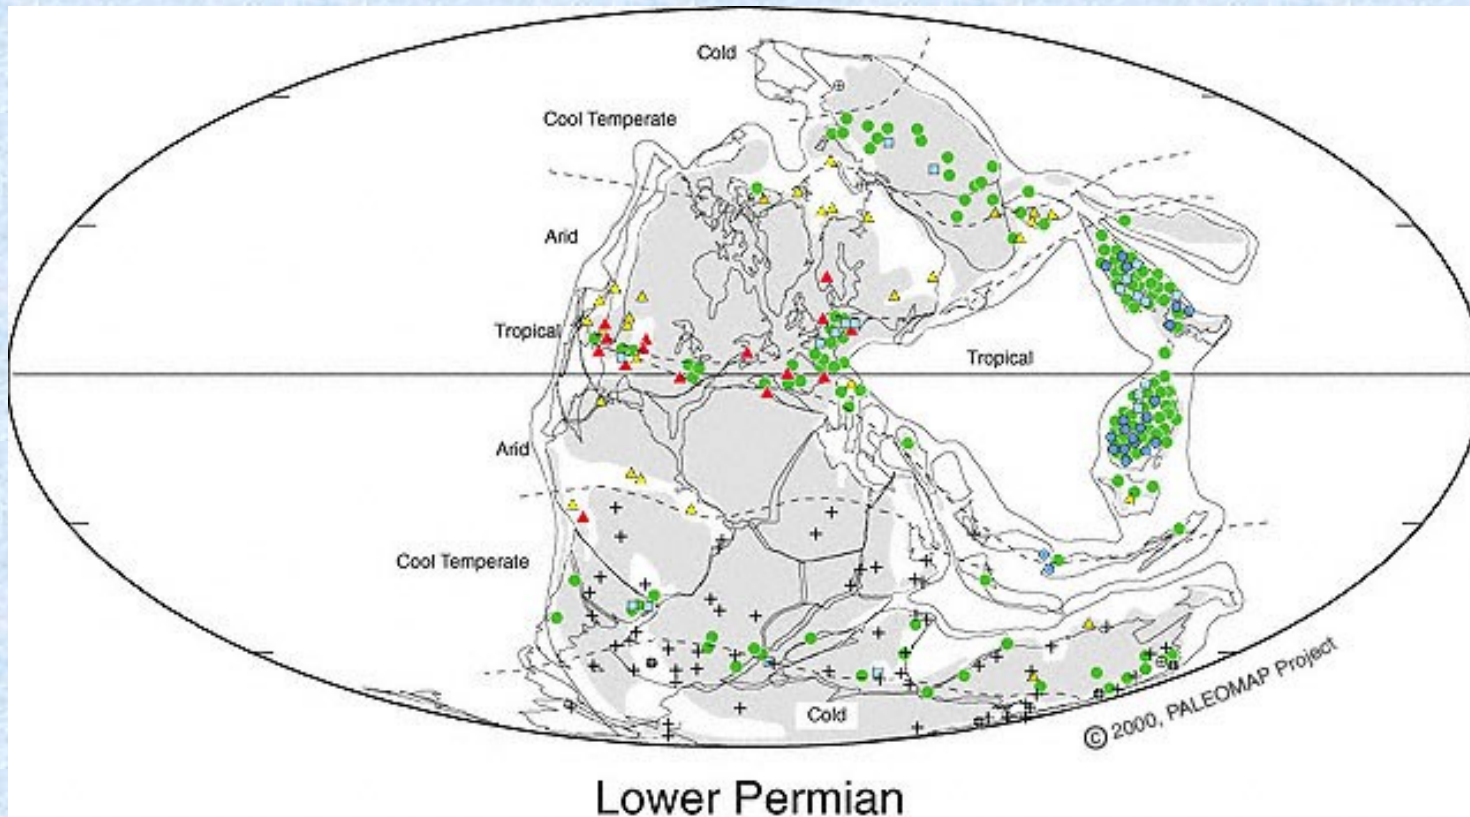 Cold
Cool Temperate
Arid
Tropical
Tropical
Arid
Cool Temperate
Cold
© 2000, PALEOMAP Project
Lower Permian